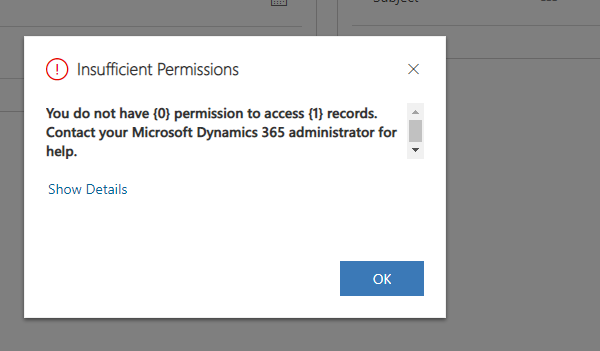 Subject
Insufficient Permissions
You do not have {0} permission to access {1} records.
Contact your Microsoft Dynamics 365 administrator for
help.
Show Details
OK